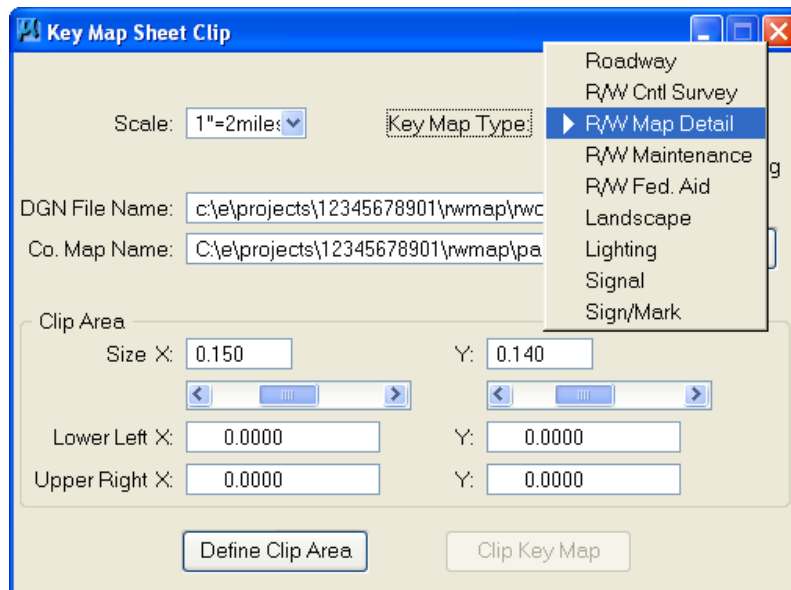 Key Map Sheet Clip
Roadway
R/W Cntl Survey
Scale: 1"=2miles Key Map Type: R/W Map Detail
R/W Maintenance
g
R/W Fed. Aid
DGN File Name: c:\e\projects\12345678901\rwmap\rwc
Landscape
Co. Map Name: C:\e\projects\12345678901\rwmap\pa
Lighting
Signal
Sign/Mark
Clip Area
Size X: 0.150 Y: 0.140
Lower Left X: 0.0000 Y: 0.0000
Upper Right X: 0.0000 Y: 0.0000
Define Clip Area Clip Key Map